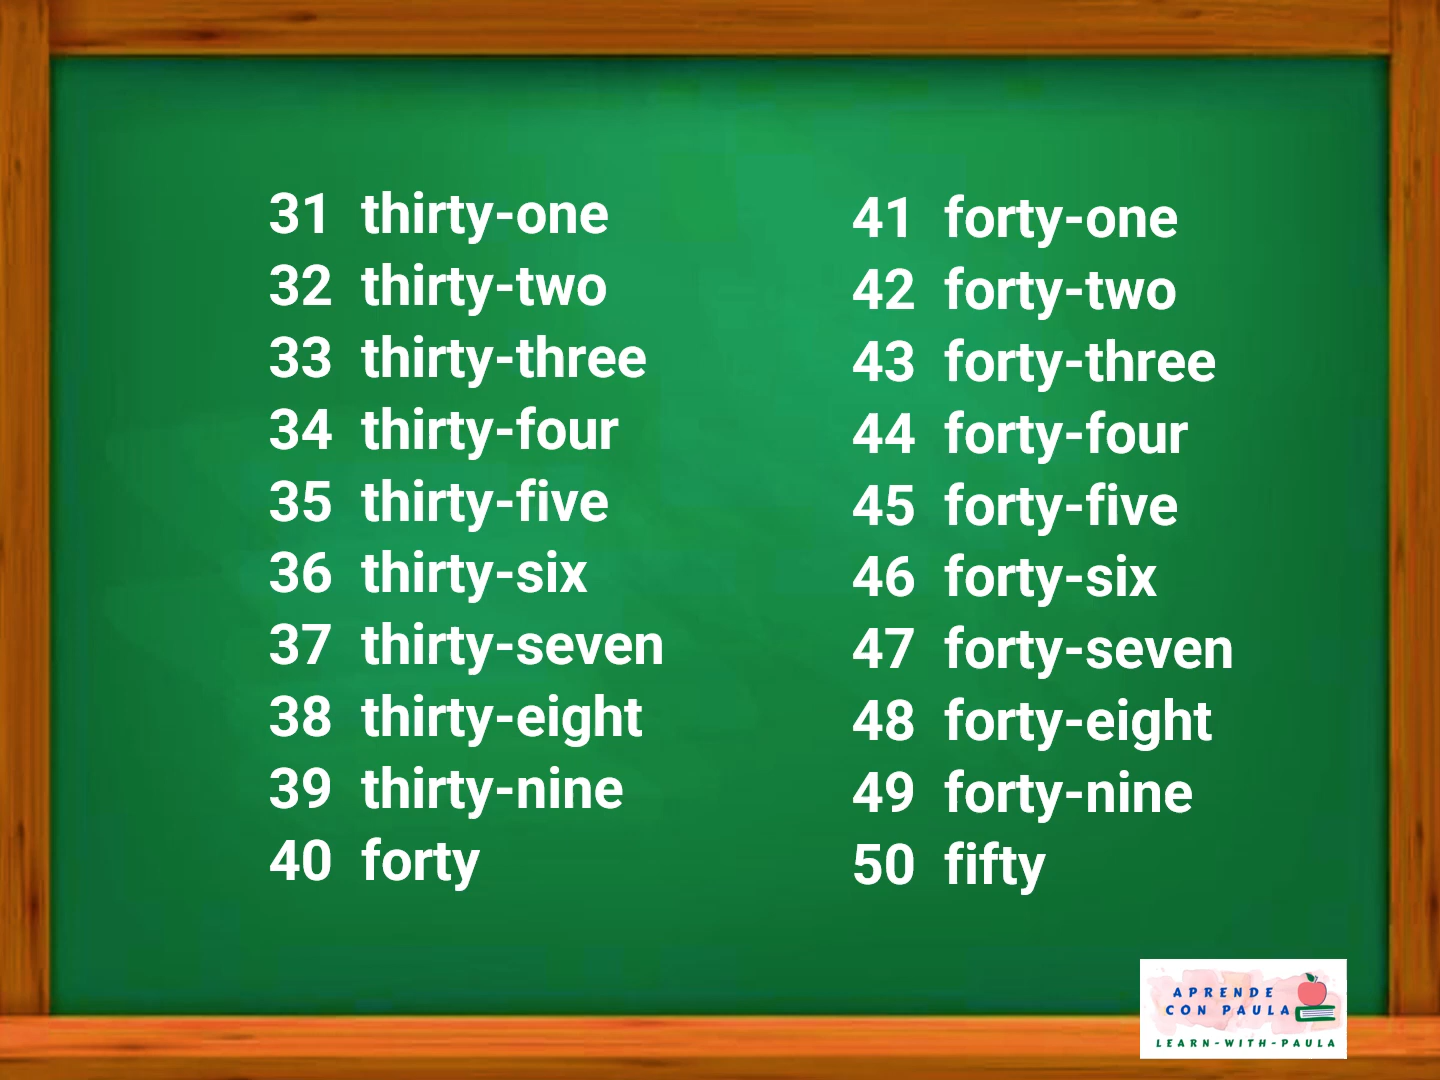 31 thirty-one
32 thirty-two
33 thirty-three
34 thirty-four
35 thirty-five
36 thirty-six
37 thirty-seven
38 thirty-eight
39 thirty-nine
40 forty
41 forty-one
42 forty-two
43 forty-three
44 forty-four
45 forty-five
46 forty-six
47 forty-seven
48 forty-eight
49 forty-nine
50 fifty
APRENDE
CON PAULA
LEARN-WITH-PAULA